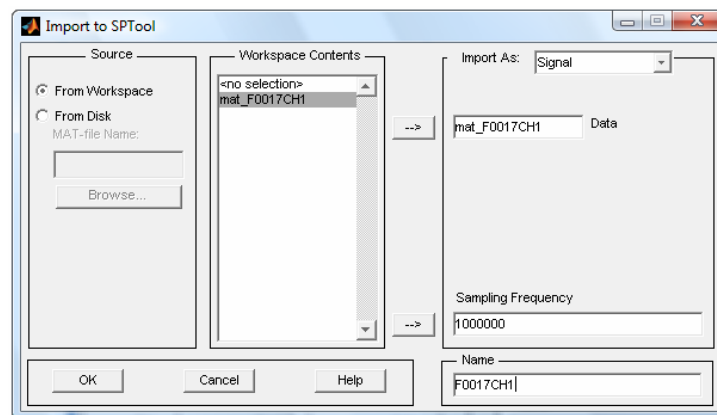 Import to SPTool
Source
From Workspace
From Disk
MAT-file Name:
Browse...
Workspace Contents
<no selection>
mat_F0017CH1
-->
-->
Import As:
Signal
mat_F0017CH1
Data
Sampling Frequency
1000000
OK
Cancel
Help
Name
F0017CH1